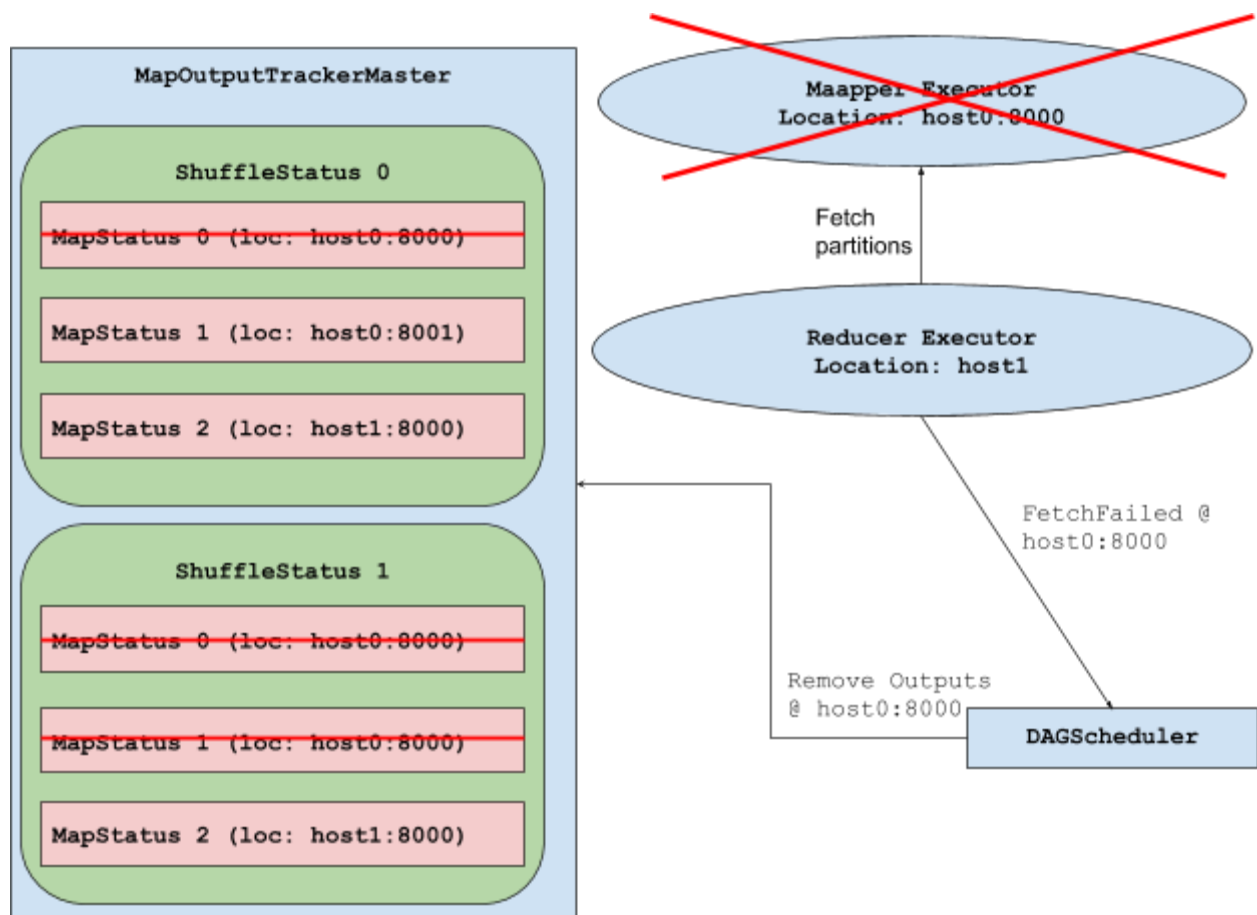 MapOutputTrackerMaster
ShuffleStatus 0
MapStatus 0 (loc: host0:8000)
MapStatus 1 (loc: host0:8001)
MapStatus 2 (loc: host1:8000)
ShuffleStatus 1
MapStatus 0 (loc: host0:8000)
MapStatus 1 (loc: host0:8000)
MapStatus 2 (loc: host1:8000)
Maapper Executor
Location: host0:8000
Fetch
partitions
Reducer Executor
Location: host1
FetchFailed @
host0:8000
Remove Outputs
@ host0:8000
DAGScheduler